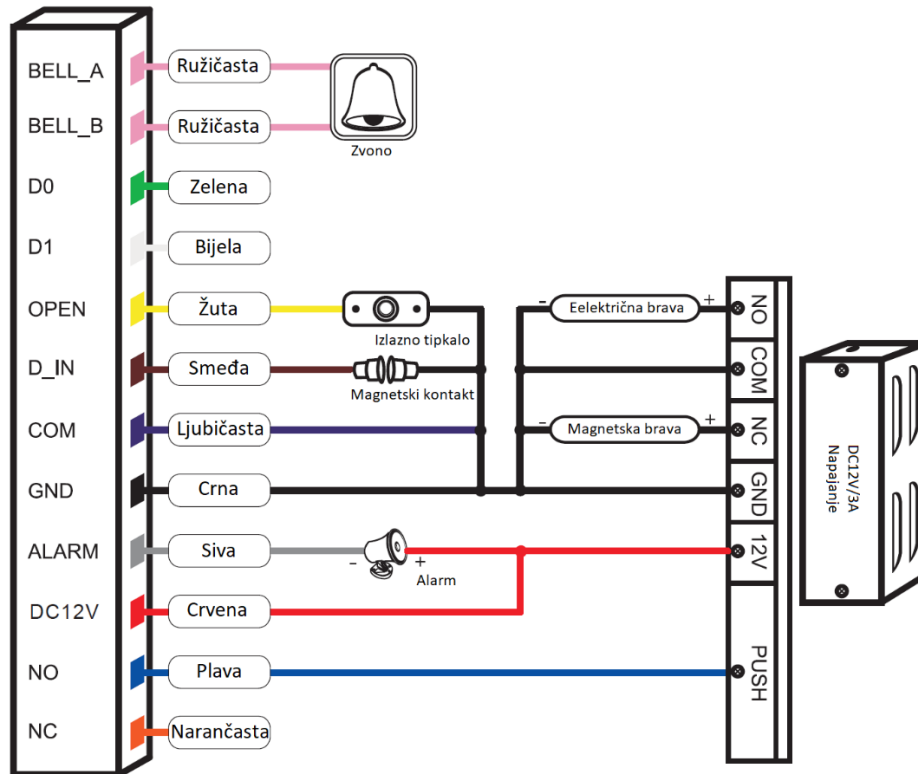 BELL_A
Ružičasta
BELL_B
Ružičasta
Zvono
D0
Zelena
D1
Bijela
OPEN
Žuta
Izlazno tipkalo
-
Eelektrična brava
+
NO
D_IN
Smeđa
Magnetski kontakt
COM
COM
Ljubičasta
-
Magnetska brava
+
NC
GND
Crna
GND
DC12V/3A
Napajanje
ALARM
Siva
-
+
Alarm
12V
DC12V
Crvena
NO
Plava
PUSH
NC
Narančasta